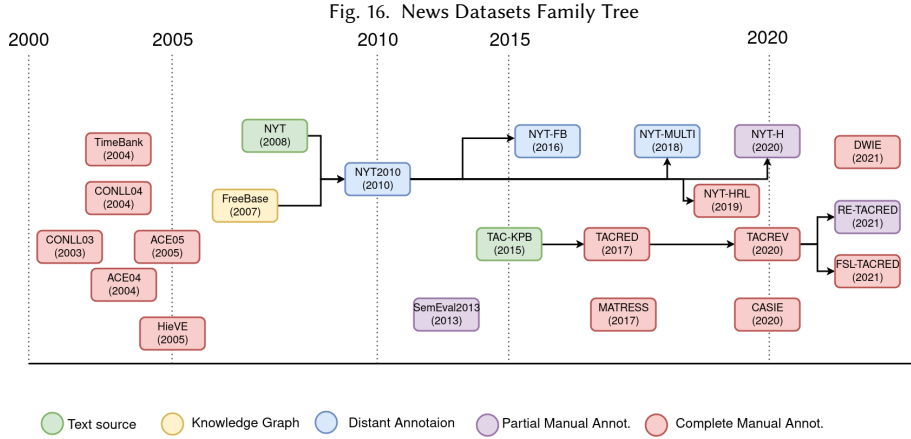 Fig. 16. News Datasets Family Tree
2000
2005
2010
2015
2020
NYT
(2008)
TimeBank
(2004)
NYT-FB
(2016)
NYT-MULTI
(2018)
NYT-H
(2020)
DWIE
(2021)
NYT2010
(2010)
CONLL04
(2004)
FreeBase
(2007)
NYT-HRL
(2019)
RE-TACRED
(2021)
CONLL03
(2003)
ACE05
(2005)
TAC-KPB
(2015)
TACRED
(2017)
TACREV
(2020)
FSL-TACRED
(2021)
ACE04
(2004)
SemEval2013
(2013)
MATRESS
(2017)
CASIE
(2020)
HieVE
(2005)
Text source
Knowledge Graph
Distant Annotaion
Partial Manual Annot.
Complete Manual Annot.